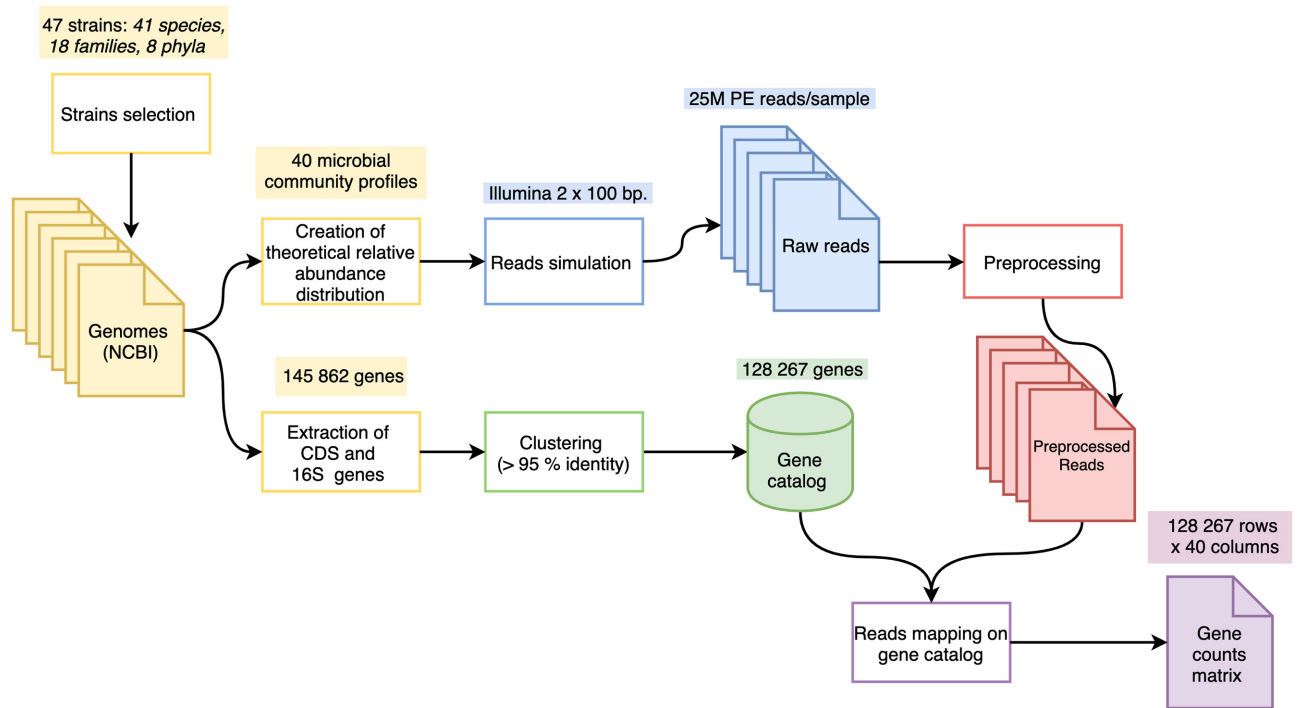 47 strains: 41 species,
18 families, 8 phyla
Strains selection
Genomes
(NCBI)
40 microbial
community profiles
Creation of
theoretical relative
abundance
distribution
Illumina 2 x 100 bp.
Reads simulation
25M PE reads/sample
Raw reads
Preprocessing
145 862 genes
Extraction of
CDS and
16S genes
Clustering
(> 95 % identity)
128 267 genes
Gene
catalog
Preprocessed
Reads
Reads mapping on
gene catalog
128 267 rows
x 40 columns
Gene
counts
matrix